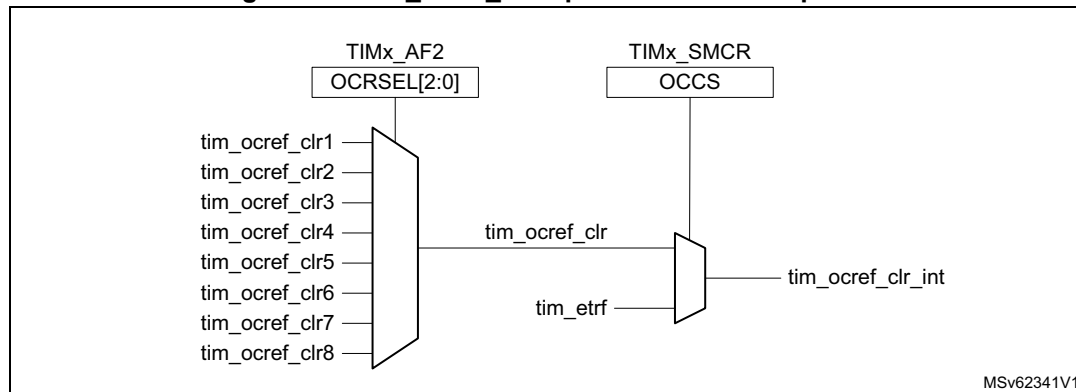 TIMx_AF2
OCRSEL[2:0]
TIMx_SMCR
OCCS
tim_ocref_clr1
tim_ocref_clr2
tim_ocref_clr3
tim_ocref_clr4
tim_ocref_clr5
tim_ocref_clr6
tim_ocref_clr7
tim_ocref_clr8
tim_ocref_clr
tim_etrf
tim_ocref_clr_int
MSv62341V1